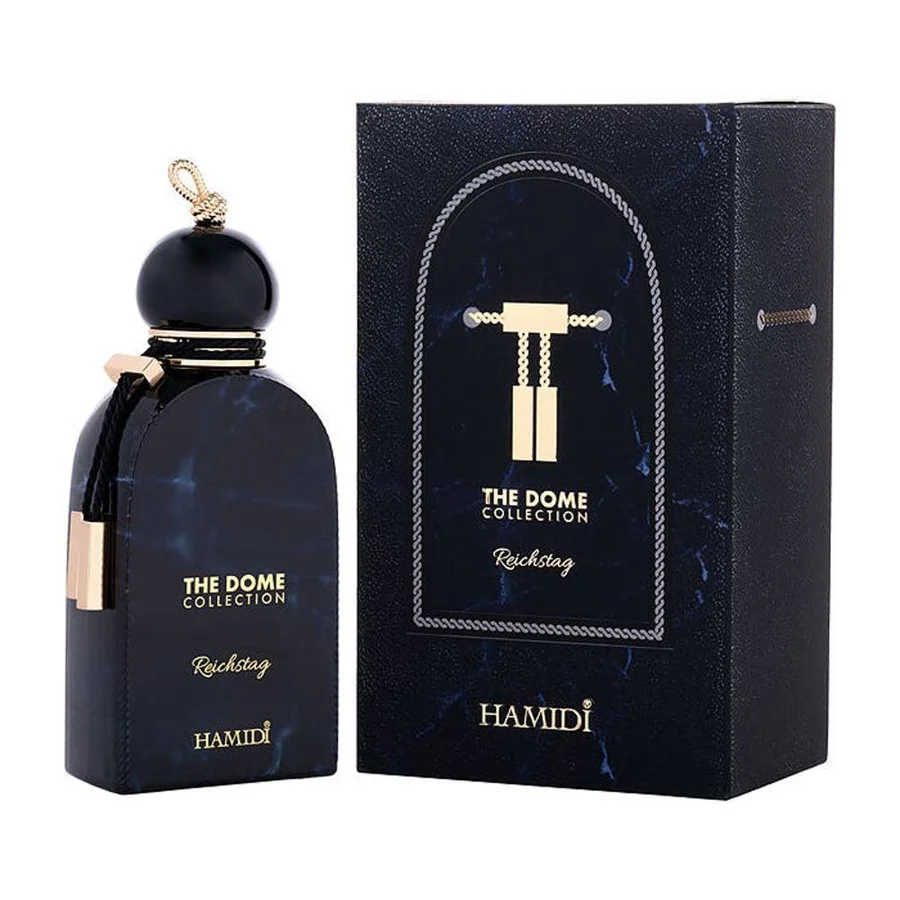 THE DOME
COLLECTION
Reichstag
HAMIDI®
THE DOME
COLLECTION
Reichstag
HAMIDI®